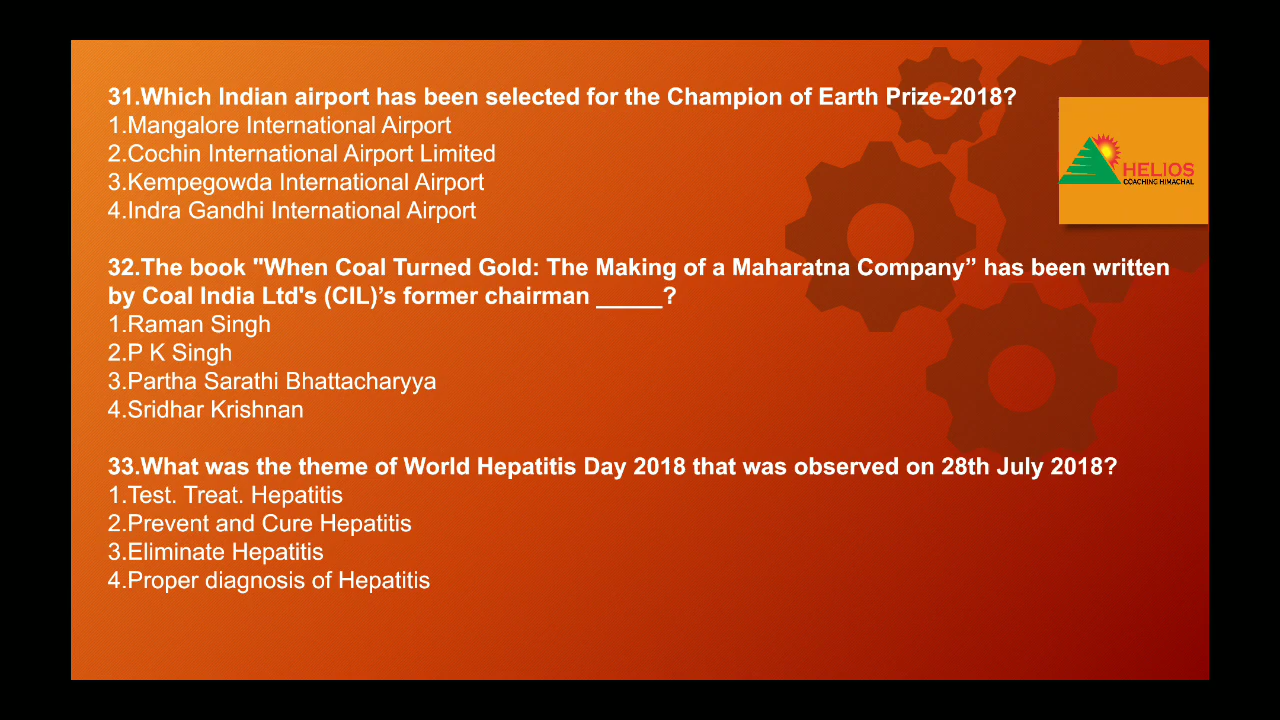 31.Which Indian airport has been selected for the Champion of Earth Prize-2018?
1.Mangalore International Airport
2.Cochin International Airport Limited
3.Kempegowda International Airport
4.Indra Gandhi International Airport
HELIOS
COACHING HIMACHAL
32.The book "When Coal Turned Gold: The Making of a Maharatna Company” has been written
by Coal India Ltd's (CIL)’s former chairman _____?
1.Raman Singh
2.P K Singh
3.Partha Sarathi Bhattacharyya
4.Sridhar Krishnan
33.What was the theme of World Hepatitis Day 2018 that was observed on 28th July 2018?
1.Test. Treat. Hepatitis
2.Prevent and Cure Hepatitis
3.Eliminate Hepatitis
4.Proper diagnosis of Hepatitis